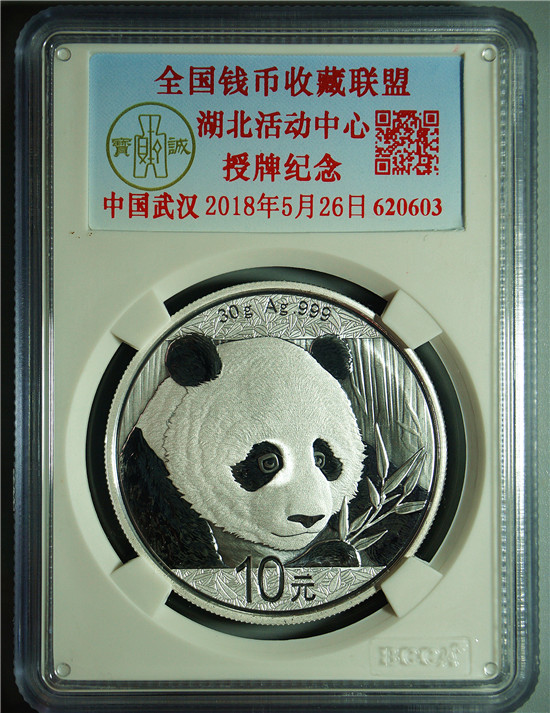 全国钱币收藏联盟
寶 誠
湖北活动中心
授牌纪念
中国武汉 2018年5月26日 620603
30g Ag .999
10元